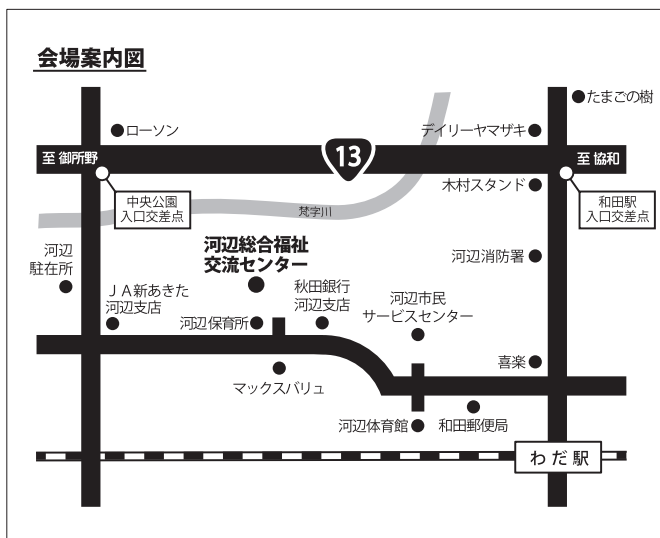 会場案内図
たまごの樹
ローソン
デイリーヤマザキ
至 御所野
13
至 協和
中央公園
入口交差点
木村スタンド
和田駅
入口交差点
梵字川
河辺
駐在所
河辺総合福祉
交流センター
河辺消防署
JA新あきた
河辺支店
河辺保育所
秋田銀行
河辺支店
河辺市民
サービスセンター
マックスバリュ
喜楽
河辺体育館
和田郵便局
わだ駅